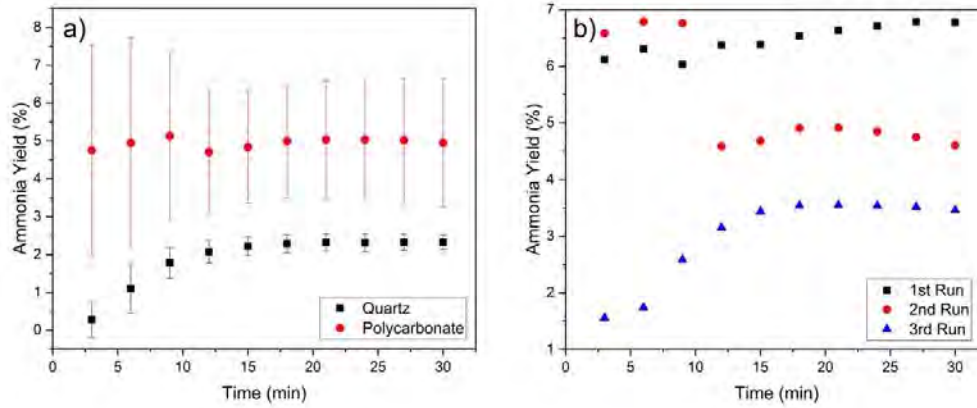 a)
8
7
6
5
4
3
2
1
0
Ammonia Yield (%)
Quartz
Polycarbonate
0 5 10 15 20 25 30
Time (min)
b)
7
6
5
4
3
2
1
Ammonia Yield (%)
1st Run
2nd Run
3rd Run
0 5 10 15 20 25 30
Time (min)